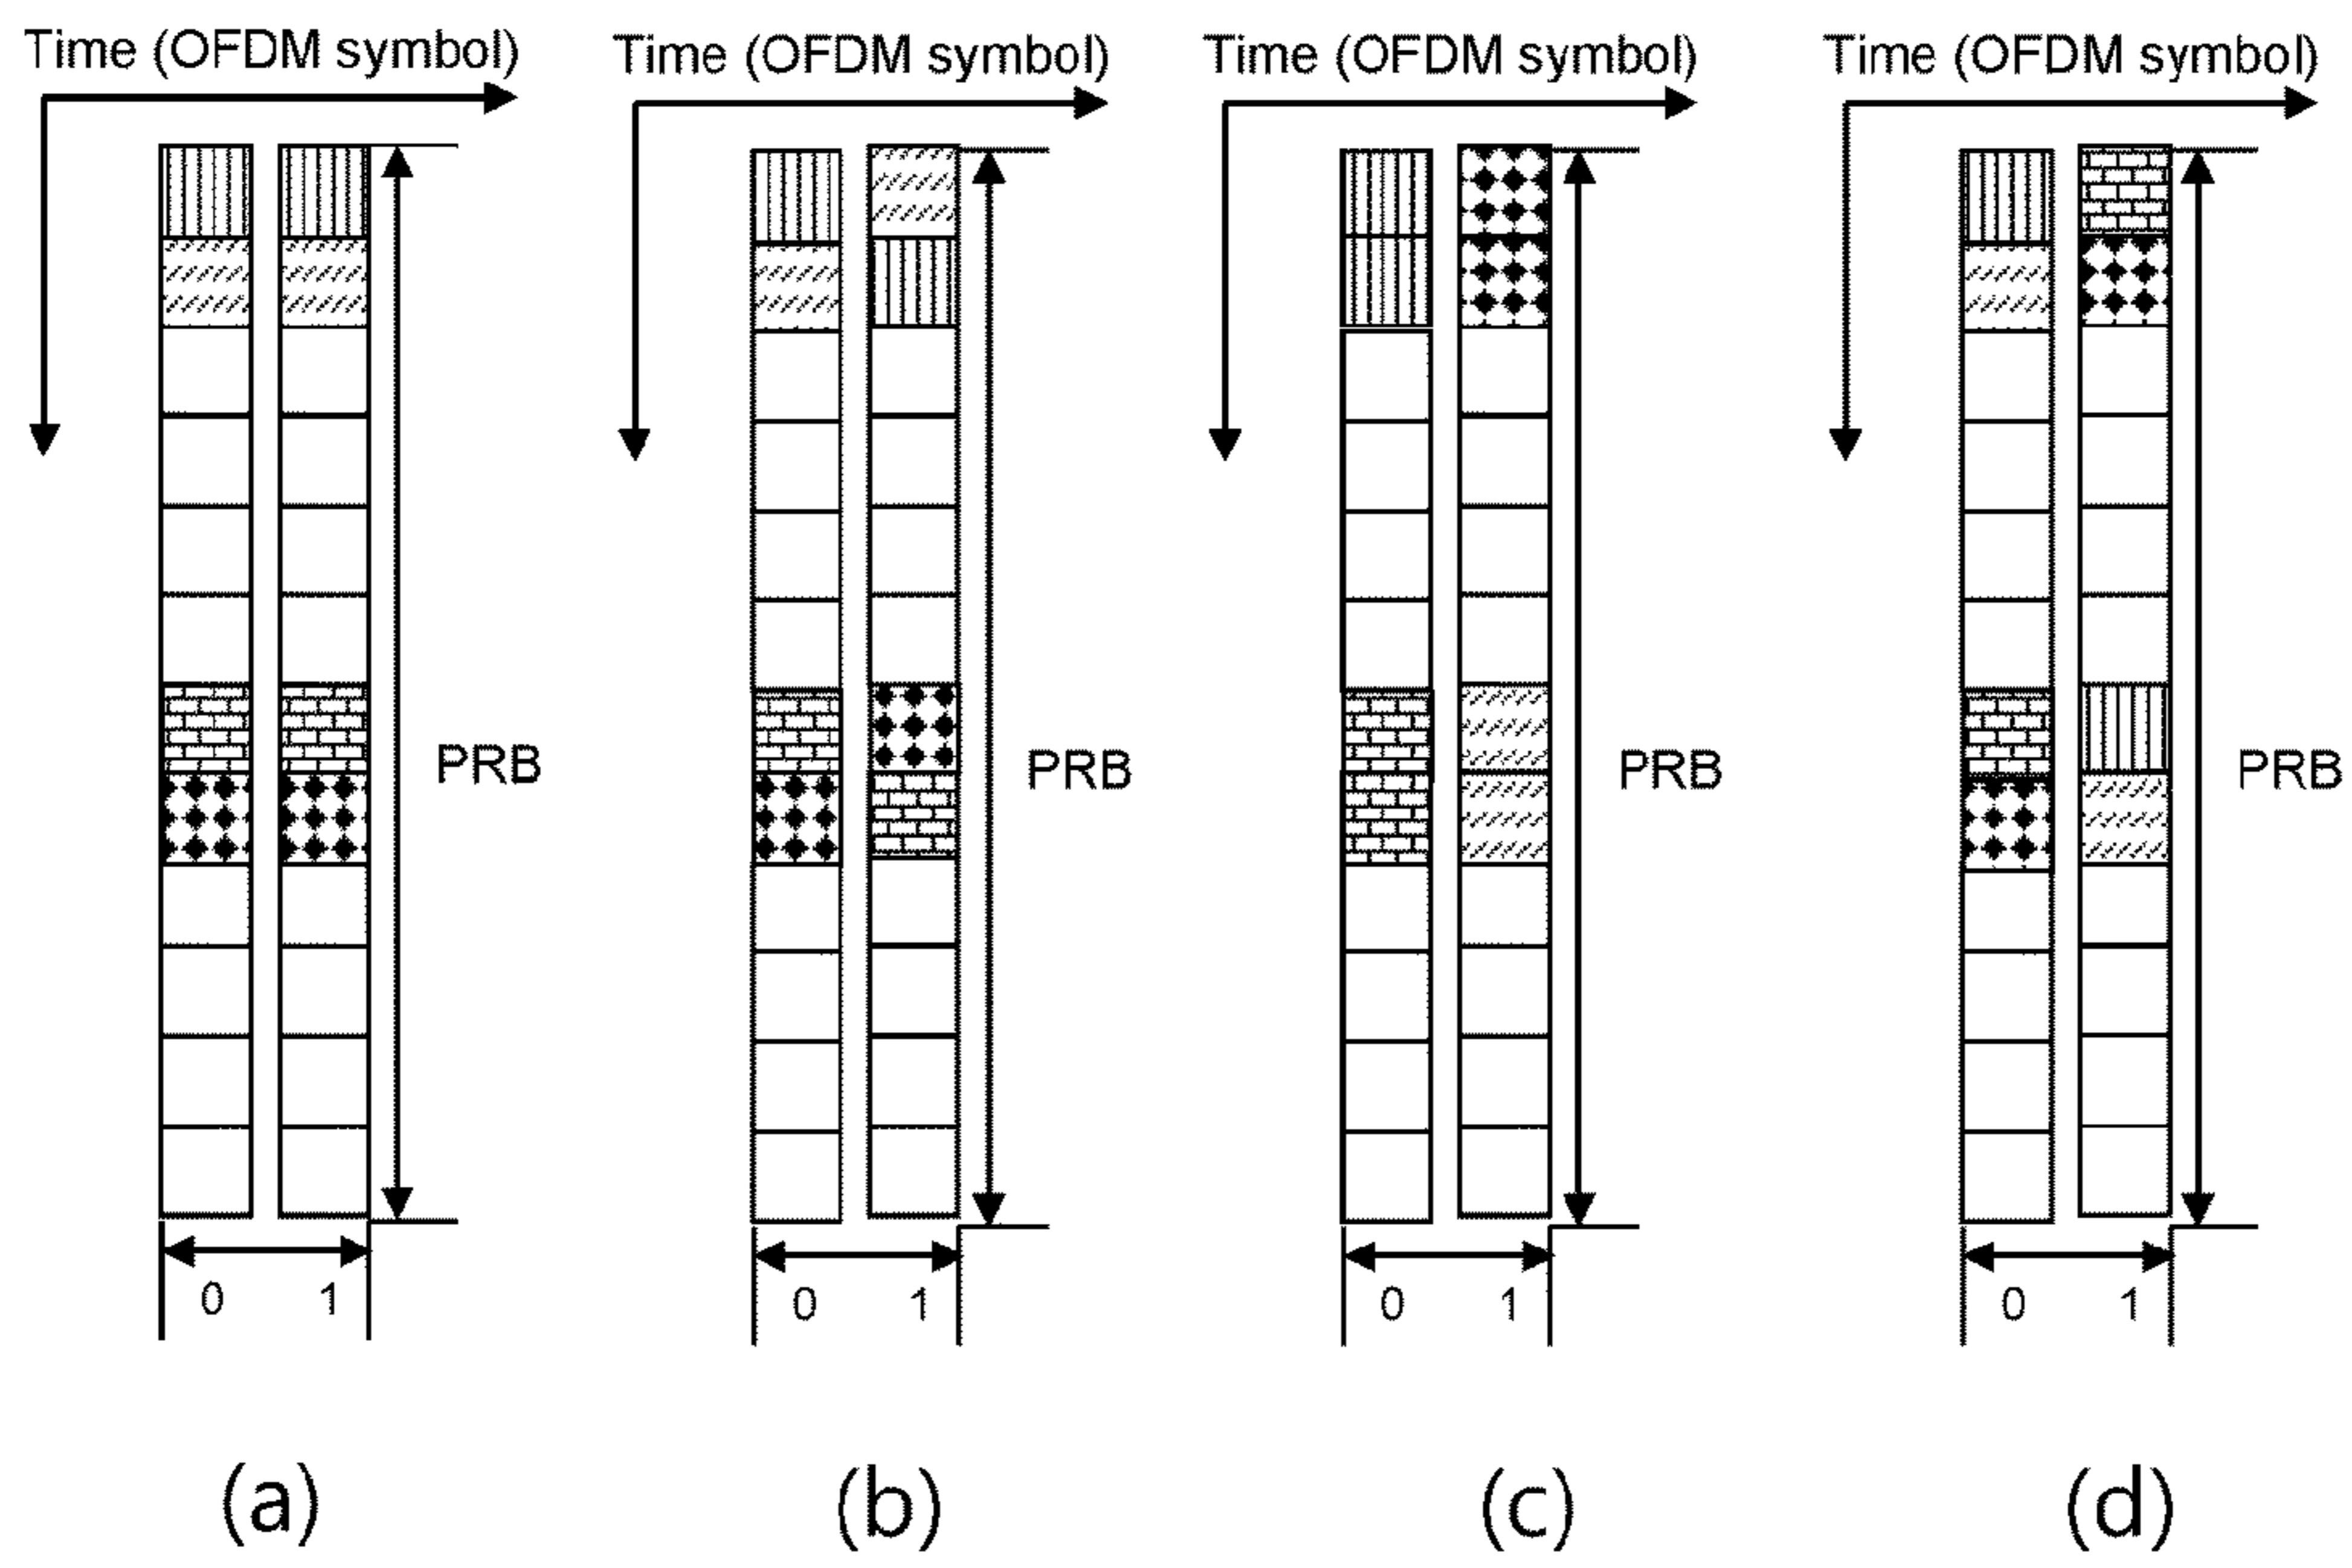 Time (OFDM symbol) Time (OFDM symbol) Time (OFDM symbol) Time (OFDM symbol)
PRB PRB PRB PRB
0 1 0 1 0 1 0 1
(a) (b) (c) (d)